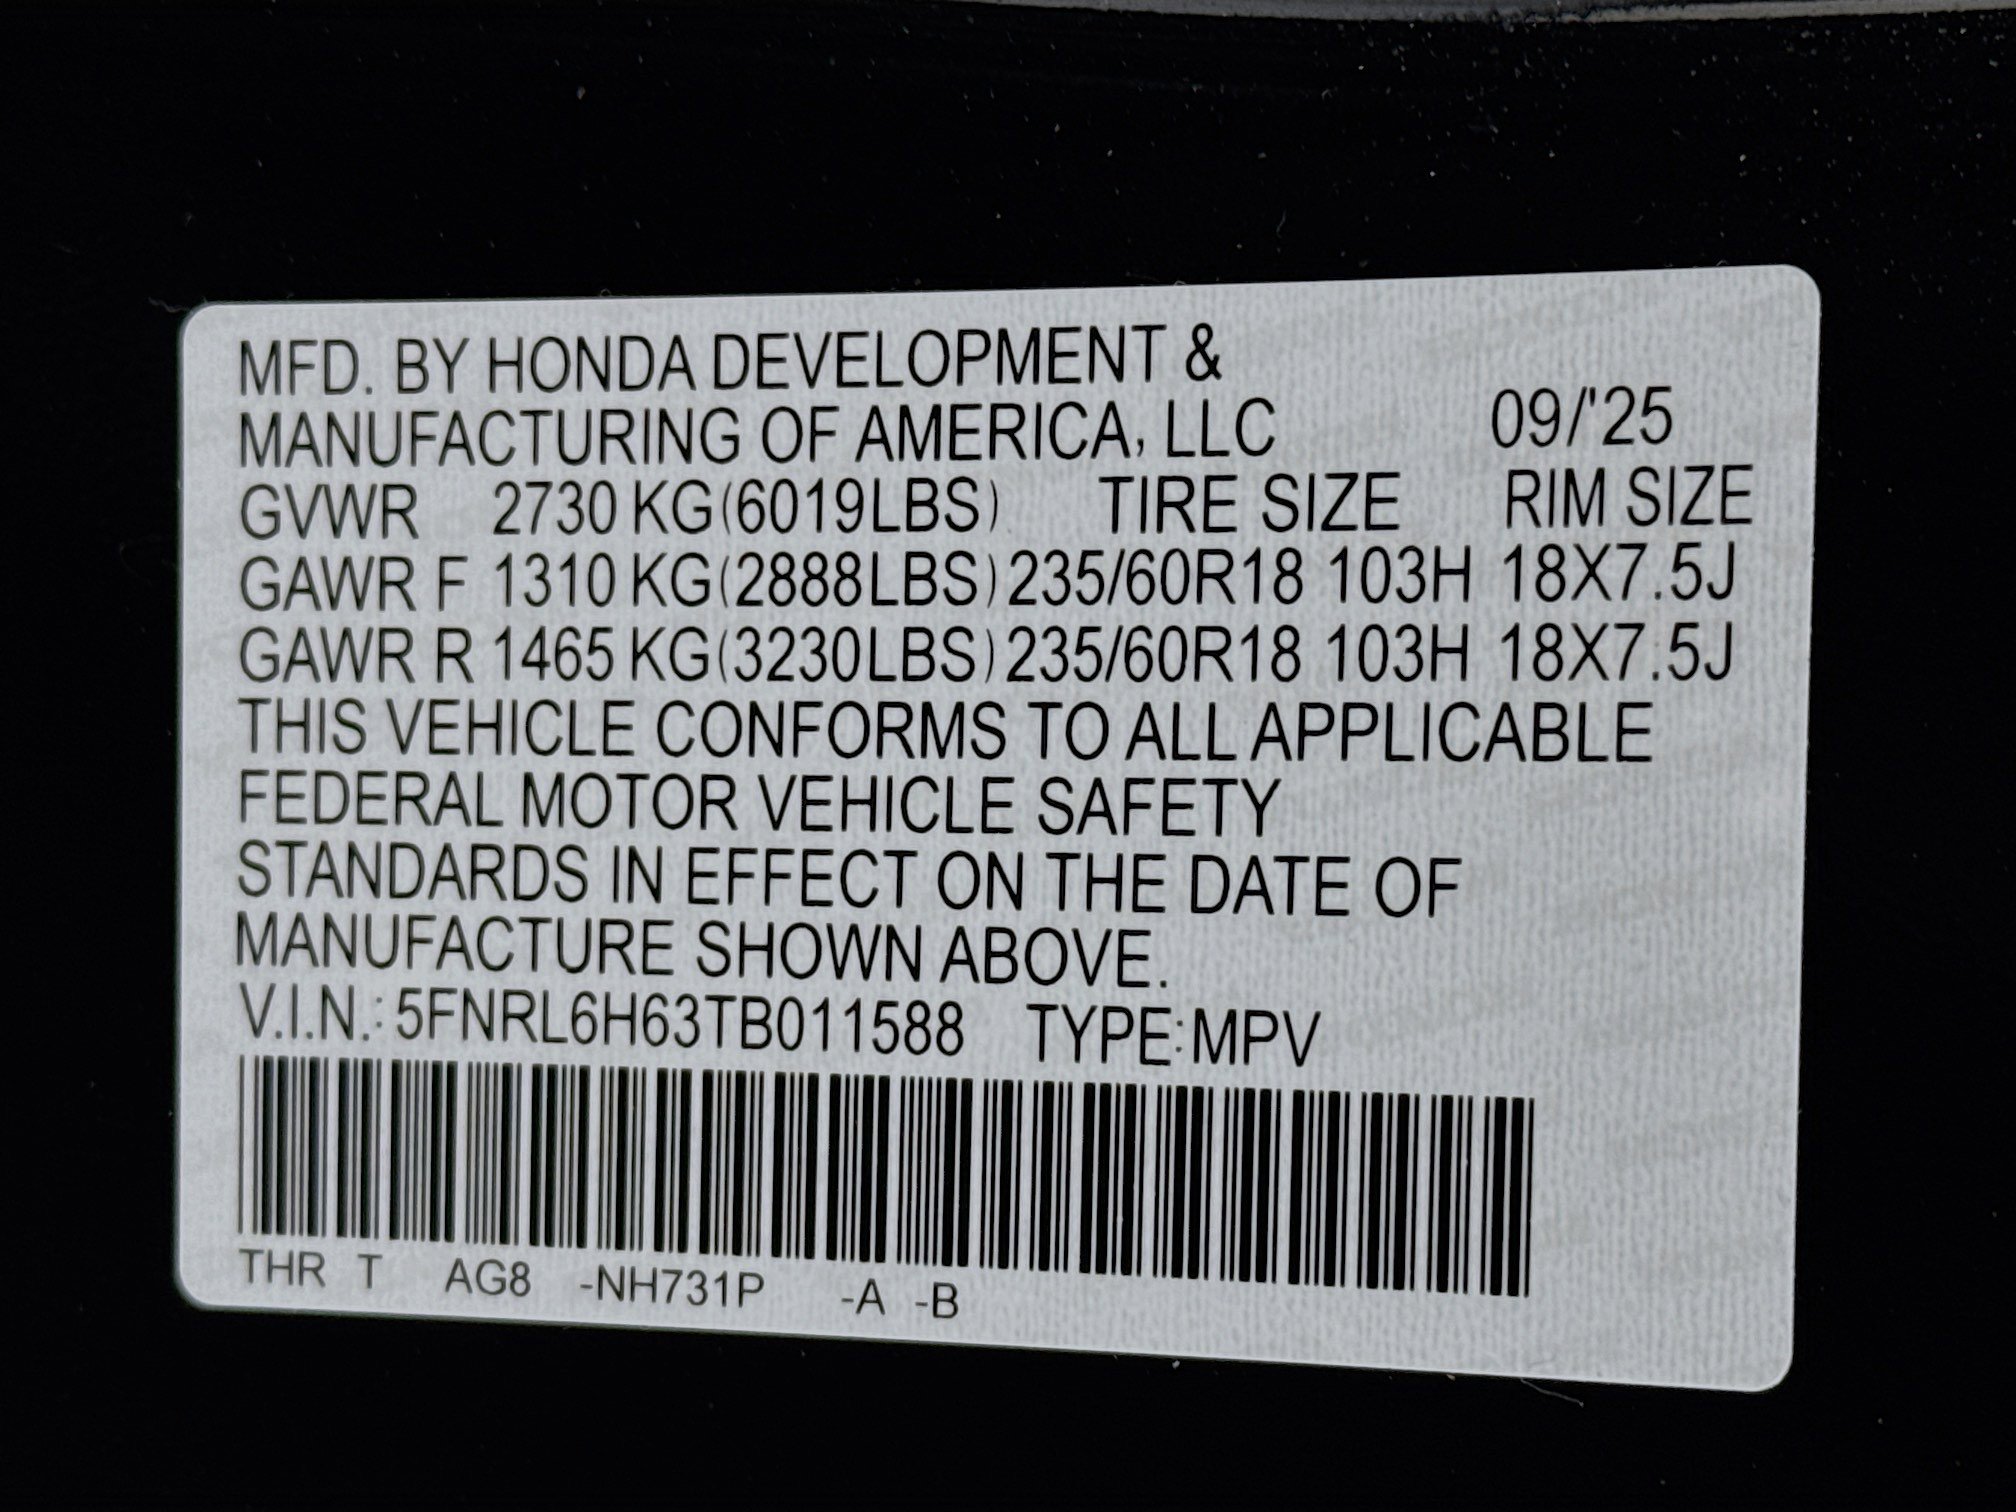 MFD. BY HONDA DEVELOPMENT &
MANUFACTURING OF AMERICA, LLC 09/'25
GVWR 2730 KG(6019LBS) TIRE SIZE RIM SIZE
GAWR F 1310 KG(2888LBS) 235/60R18 103H 18X7.5J
GAWR R 1465 KG(3230LBS) 235/60R18 103H 18X7.5J
THIS VEHICLE CONFORMS TO ALL APPLICABLE
FEDERAL MOTOR VEHICLE SAFETY
STANDARDS IN EFFECT ON THE DATE OF
MANUFACTURE SHOWN ABOVE.
V.I.N.: 5FNRL6H63TB011588 TYPE:MPV
THR T AG8 -NH731P -A -B